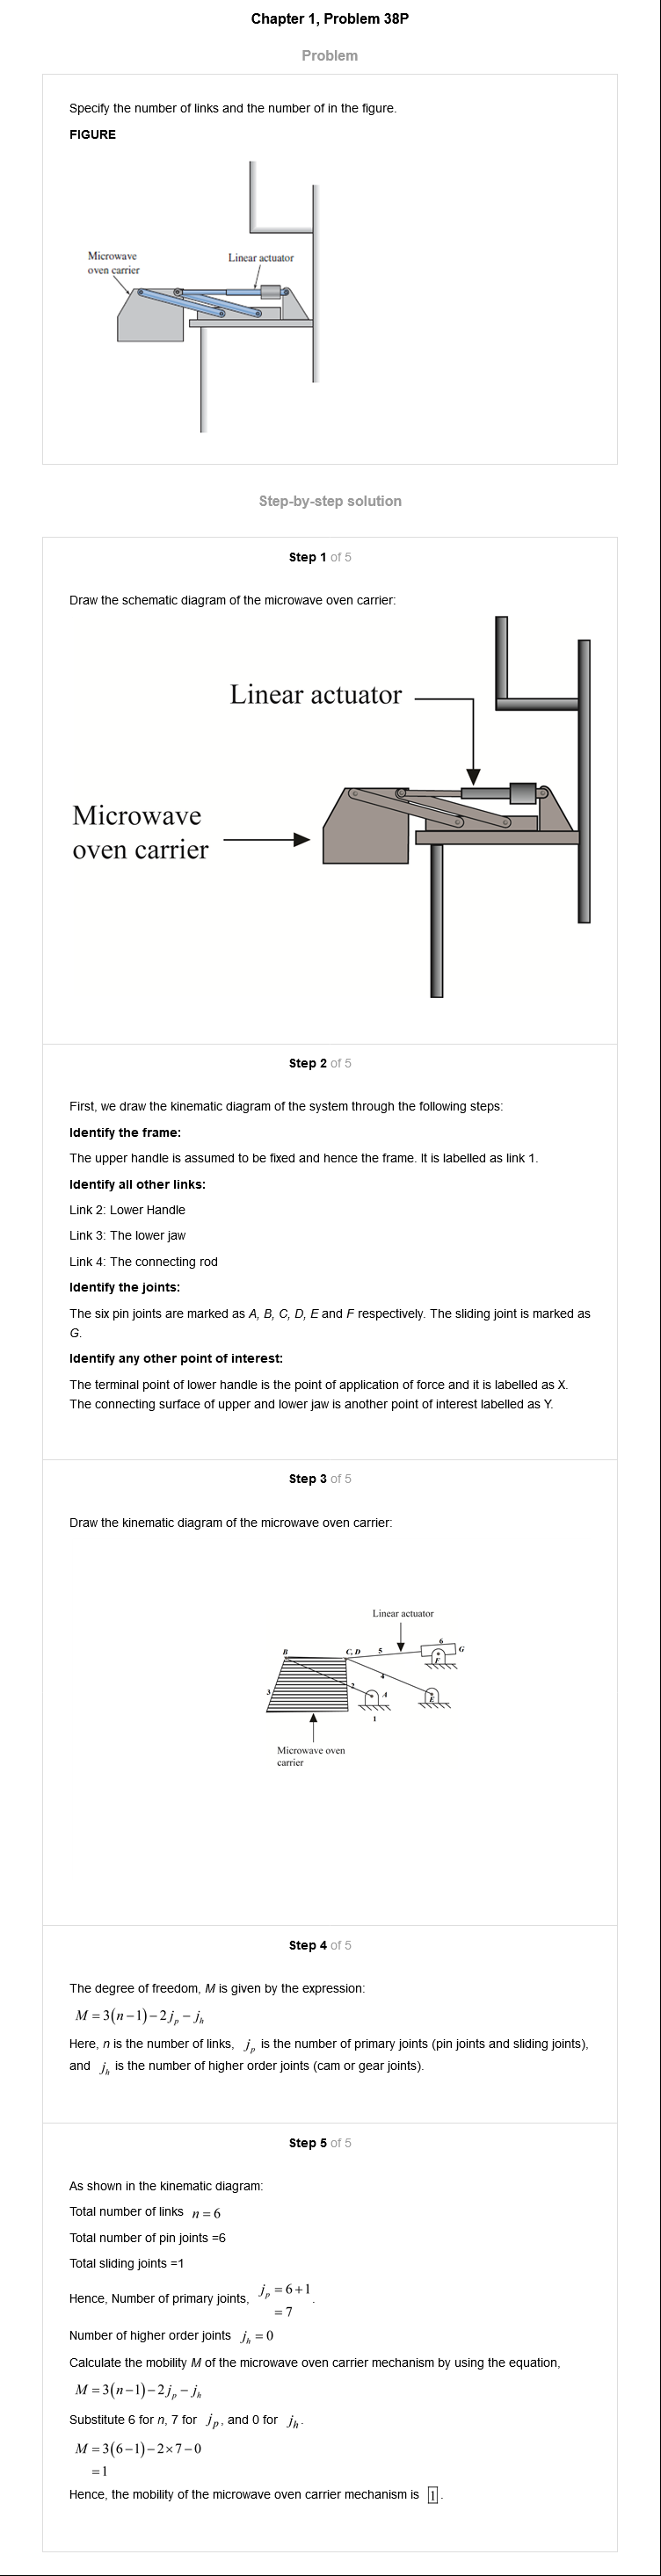 Chapter 1, Problem 38P
Problem
Specify the number of links and the number of in the figure.
FIGURE
Microwave
oven carrier
Linear actuator
Step-by-step solution
Step 1 of 5
Draw the schematic diagram of the microwave oven carrier:
Linear actuator
Microwave
oven carrier
Step 2 of 5
First, we draw the kinematic diagram of the system through the following steps:
Identify the frame:
The upper handle is assumed to be fixed and hence the frame. It is labelled as link 1.
Identify all other links:
Link 2: Lower Handle
Link 3: The lower jaw
Link 4: The connecting rod
Identify the joints:
The six pin joints are marked as A, B, C, D, E and F respectively. The sliding joint is marked as
G.
Identify any other point of interest:
The terminal point of lower handle is the point of application of force and it is labelled as X.
The connecting surface of upper and lower jaw is another point of interest labelled as Y.
Step 3 of 5
Draw the kinematic diagram of the microwave oven carrier:
Linear actuator
B
C, D
5
6
G
F
3
2
4
A
E
1
Microwave oven
carrier
Step 4 of 5
The degree of freedom, M is given by the expression:
M = 3(n−1)−2j_p − j_h
Here, n is the number of links, j_p is the number of primary joints (pin joints and sliding joints),
and j_h is the number of higher order joints (cam or gear joints).
Step 5 of 5
As shown in the kinematic diagram:
Total number of links n = 6
Total number of pin joints =6
Total sliding joints =1
Hence, Number of primary joints, j_p = 6+1
= 7.
Number of higher order joints j_h = 0
Calculate the mobility M of the microwave oven carrier mechanism by using the equation,
M = 3(n−1)−2j_p − j_h
Substitute 6 for n, 7 for j_p, and 0 for j_h.
M = 3(6−1)−2×7−0
= 1
Hence, the mobility of the microwave oven carrier mechanism is 1.